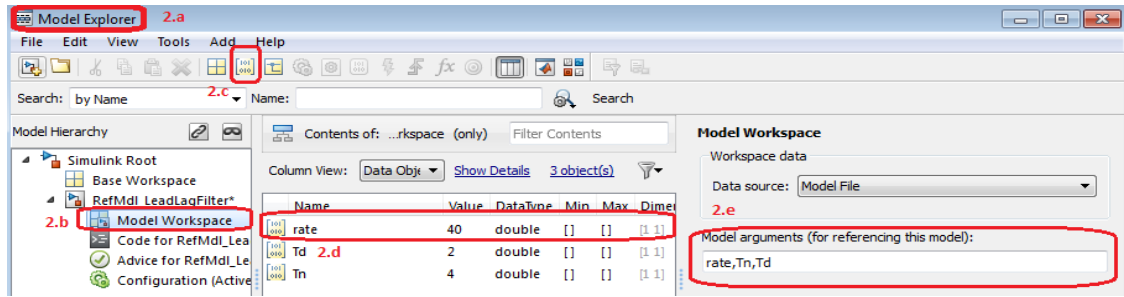 Model Explorer 2.a
File Edit View Tools Add Help
2.c
Search: by Name Name: Search
Model Hierarchy
Simulink Root
Base Workspace
RefMdl_LeadLagFilter*
2.b Model Workspace
Code for RefMdl_Lea
Advice for RefMdl_Le
Configuration (Active
Contents of: ...rkspace (only) Filter Contents
Column View: Data Obje Show Details 3 object(s)
Name Value DataType Min Max Dimer
rate 40 double [] [] [1 1]
Td 2.d 2 double [] [] [1 1]
Tn 4 double [] [] [1 1]
Model Workspace
Workspace data
Data source: Model File
2.e
Model arguments (for referencing this model):
rate,Tn,Td